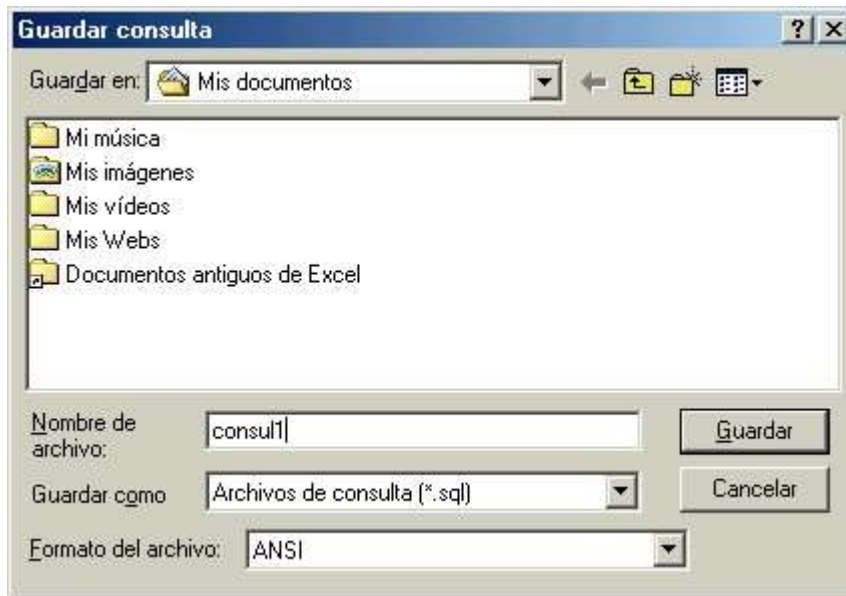 Guardar consulta
Guardar en: Mis documentos
Mi música
Mis imágenes
Mis vídeos
Mis Webs
Documentos antiguos de Excel
Nombre de archivo: consul1 Guardar
Guardar como Archivos de consulta (*.sql) Cancelar
Formato del archivo: ANSI